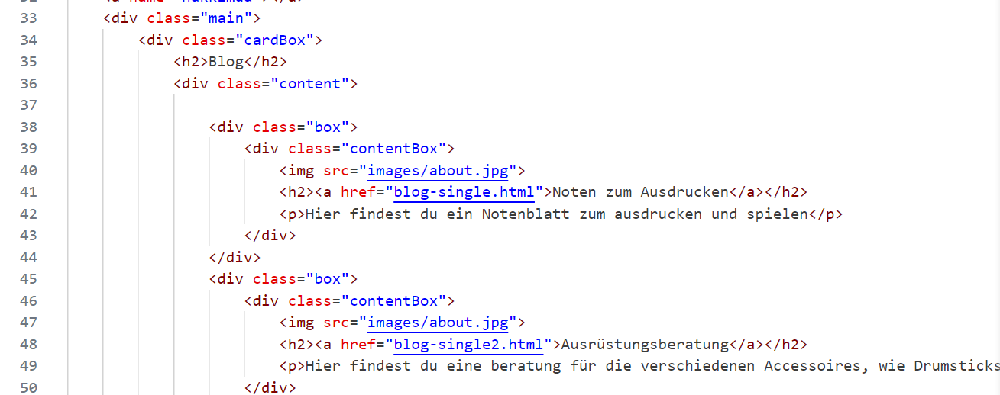 33 <div class="main">
34 <div class="cardBox">
35 <h2>Blog</h2>
36 <div class="content">
37
38 <div class="box">
39 <div class="contentBox">
40 <img src="images/about.jpg">
41 <h2><a href="blog-single.html">Noten zum Ausdrucken</a></h2>
42 <p>Hier findest du ein Notenblatt zum ausdrucken und spielen</p>
43 </div>
44 </div>
45 <div class="box">
46 <div class="contentBox">
47 <img src="images/about.jpg">
48 <h2><a href="blog-single2.html">Ausrüstungsberatung</a></h2>
49 <p>Hier findest du eine beratung für die verschiedenen Accessoires, wie Drumsticks
50 </div>